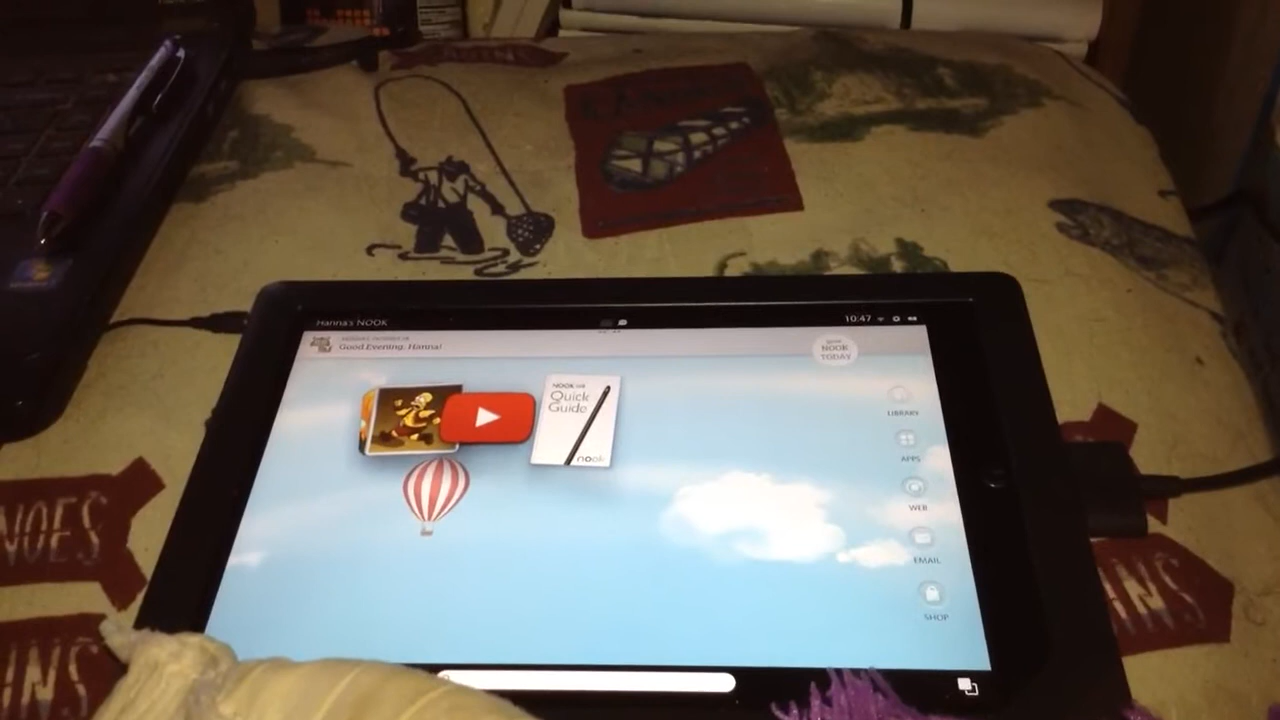 Hanna's NOOK
10:47
Good Evening, Hanna!
NOOK
TODAY
NOOK HD
Quick
Guide
nook
LIBRARY
APPS
WEB
EMAIL
SHOP
NOES
INS
INS